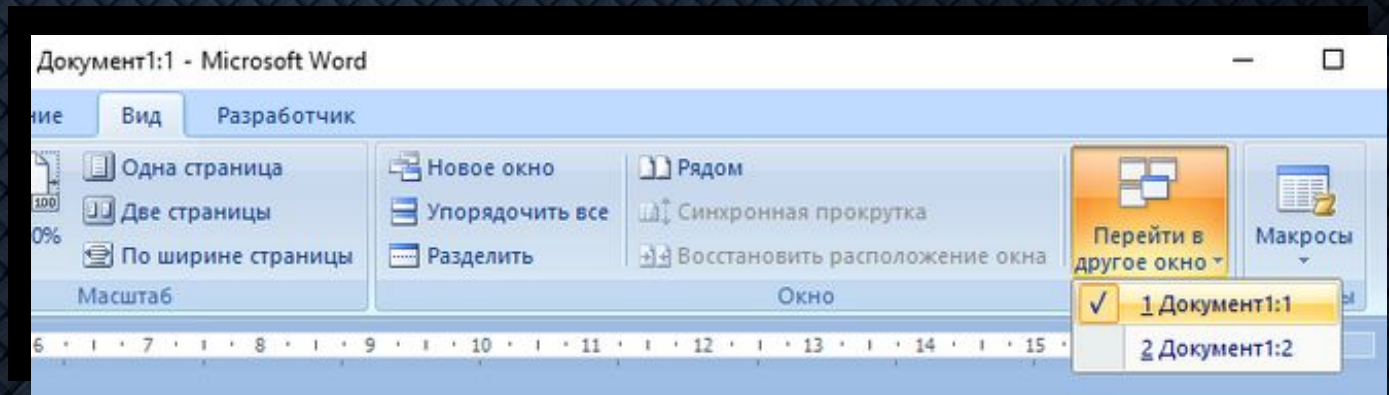 Документ1:1 - Microsoft Word
ние Вид Разработчик
Одна страница Новое окно Рядом
100 Две страницы Упорядочить все Синхронная прокрутка
0% По ширине страницы Разделить Восстановить расположение окна
Перейти в
другое окно
Макросы
Масштаб Окно ы
1 Документ1:1
2 Документ1:2
6 7 8 9 10 11 12 13 14 15